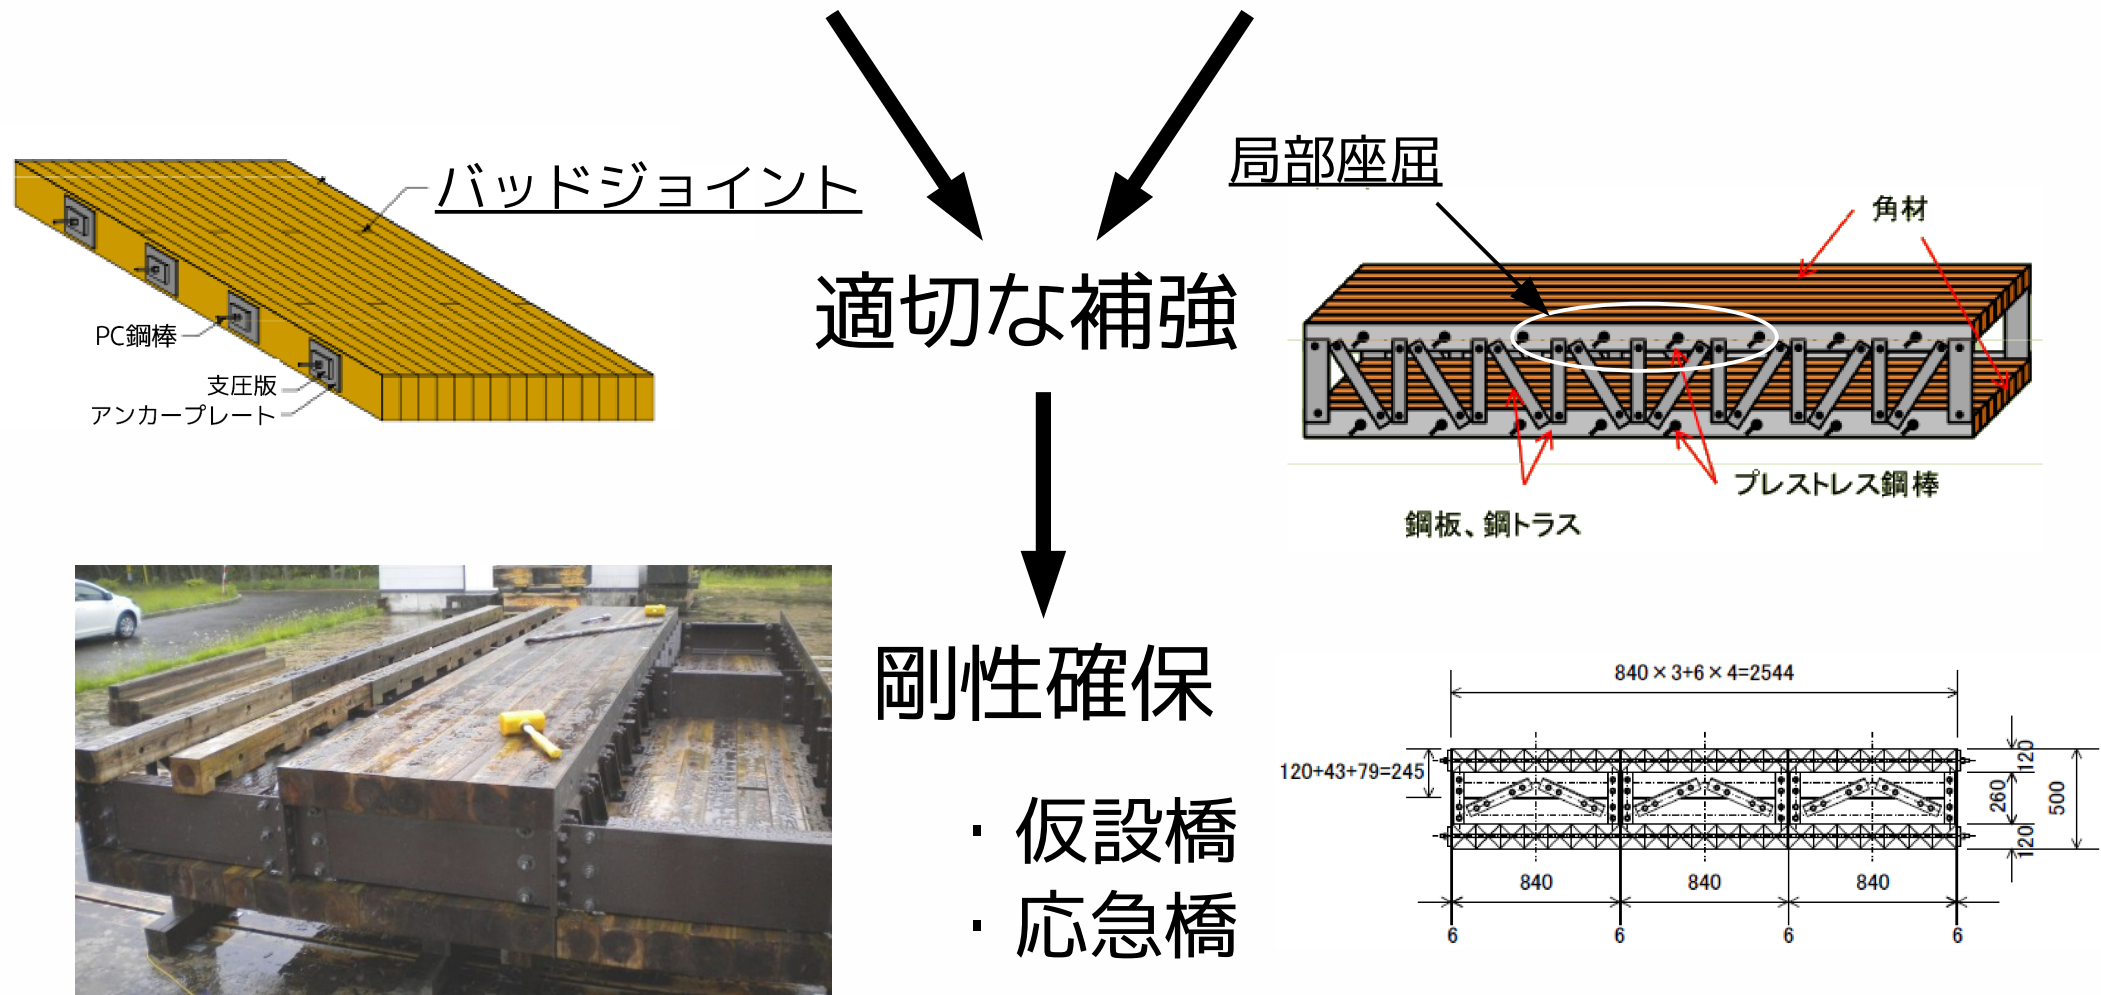 バッドジョイント
PC鋼棒
支圧版
アンカープレート
適切な補強
局部座屈
角材
プレストレス鋼棒
鋼板、鋼トラス
剛性確保
・仮設橋
・応急橋
840×3+6×4=2544
120+43+79=245
120
260
500
120
840 840 840
6 6 6 6